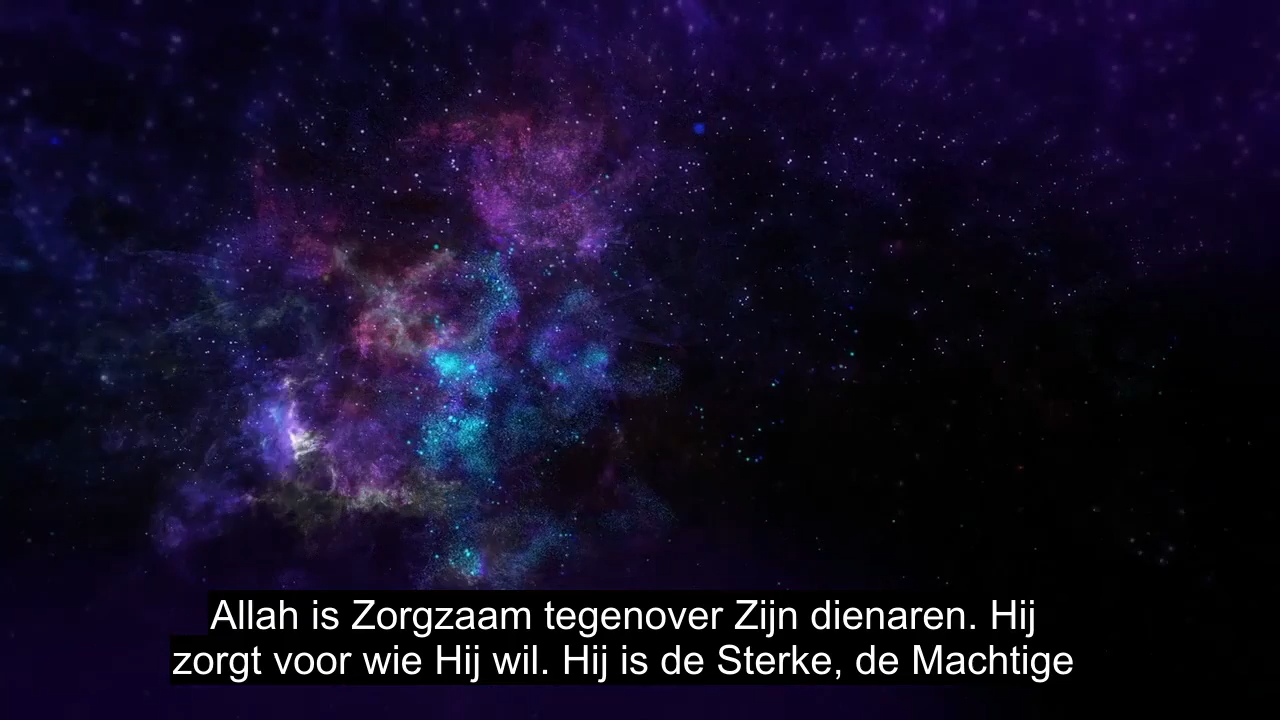 Allah is Zorgzaam tegenover Zijn dienaren. Hij
zorgt voor wie Hij wil. Hij is de Sterke, de Machtige